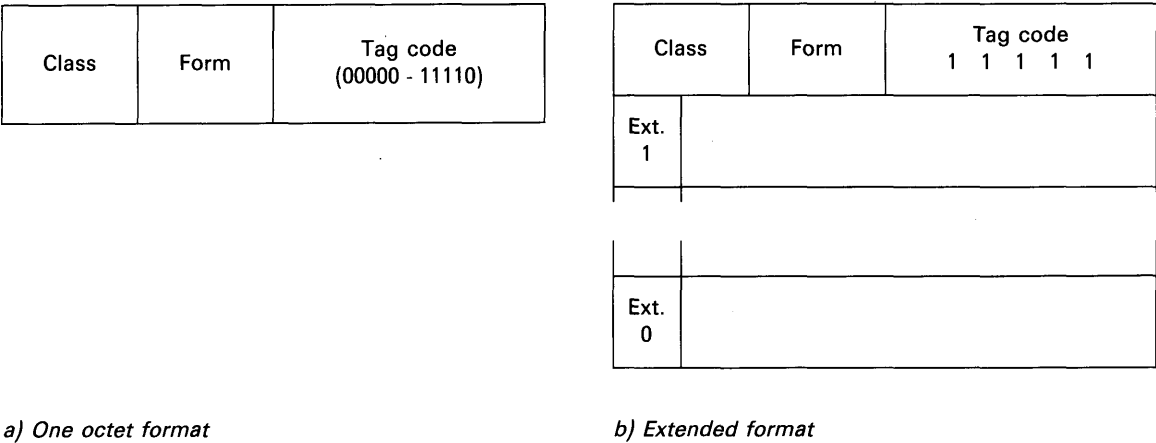 Class
Form
Tag code
(00000 - 11110)
a) One octet format
Class
Form
Tag code
1 1 1 1 1
Ext.
1
Ext.
0
b) Extended format